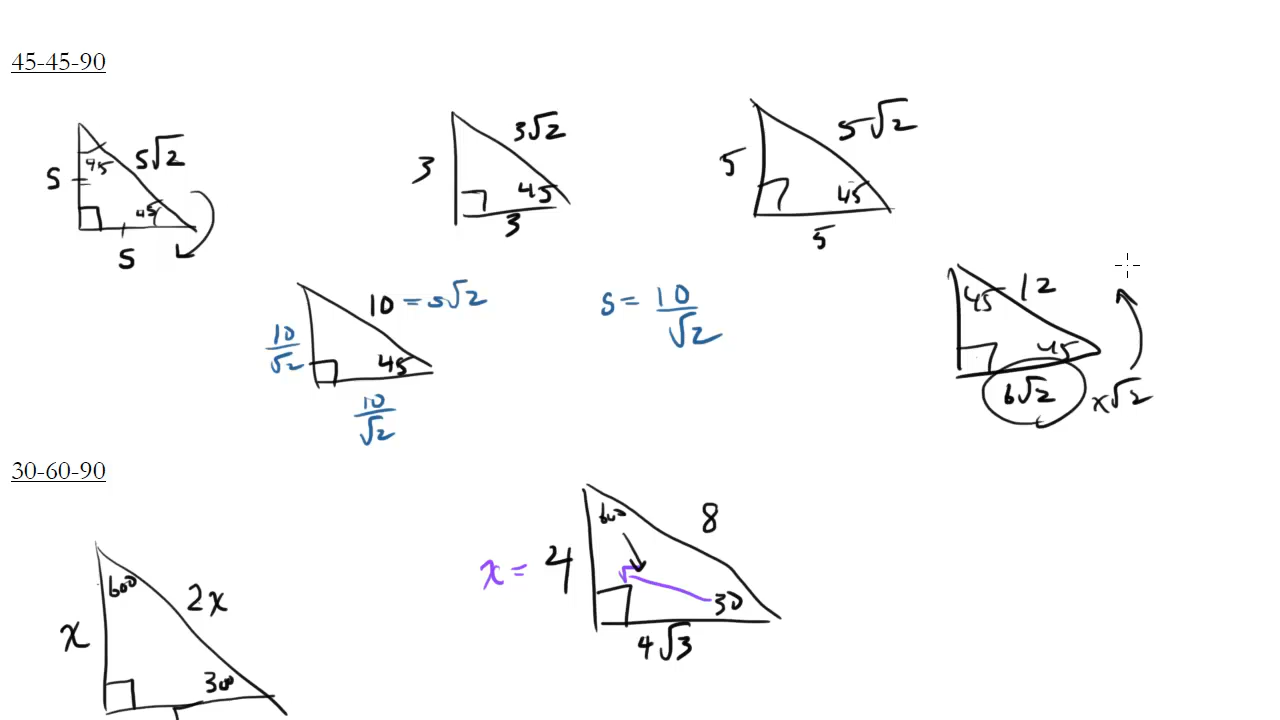 45-45-90
45
s√2
s
45
s
3√2
3
45
3
5√2
5
45
5
10 = s√2
10/√2
45
10/√2
s = 10/√2
45
12
45
6√2
x√2
30-60-90
60°
2x
x
30°
60
8
x = 4
30
4√3